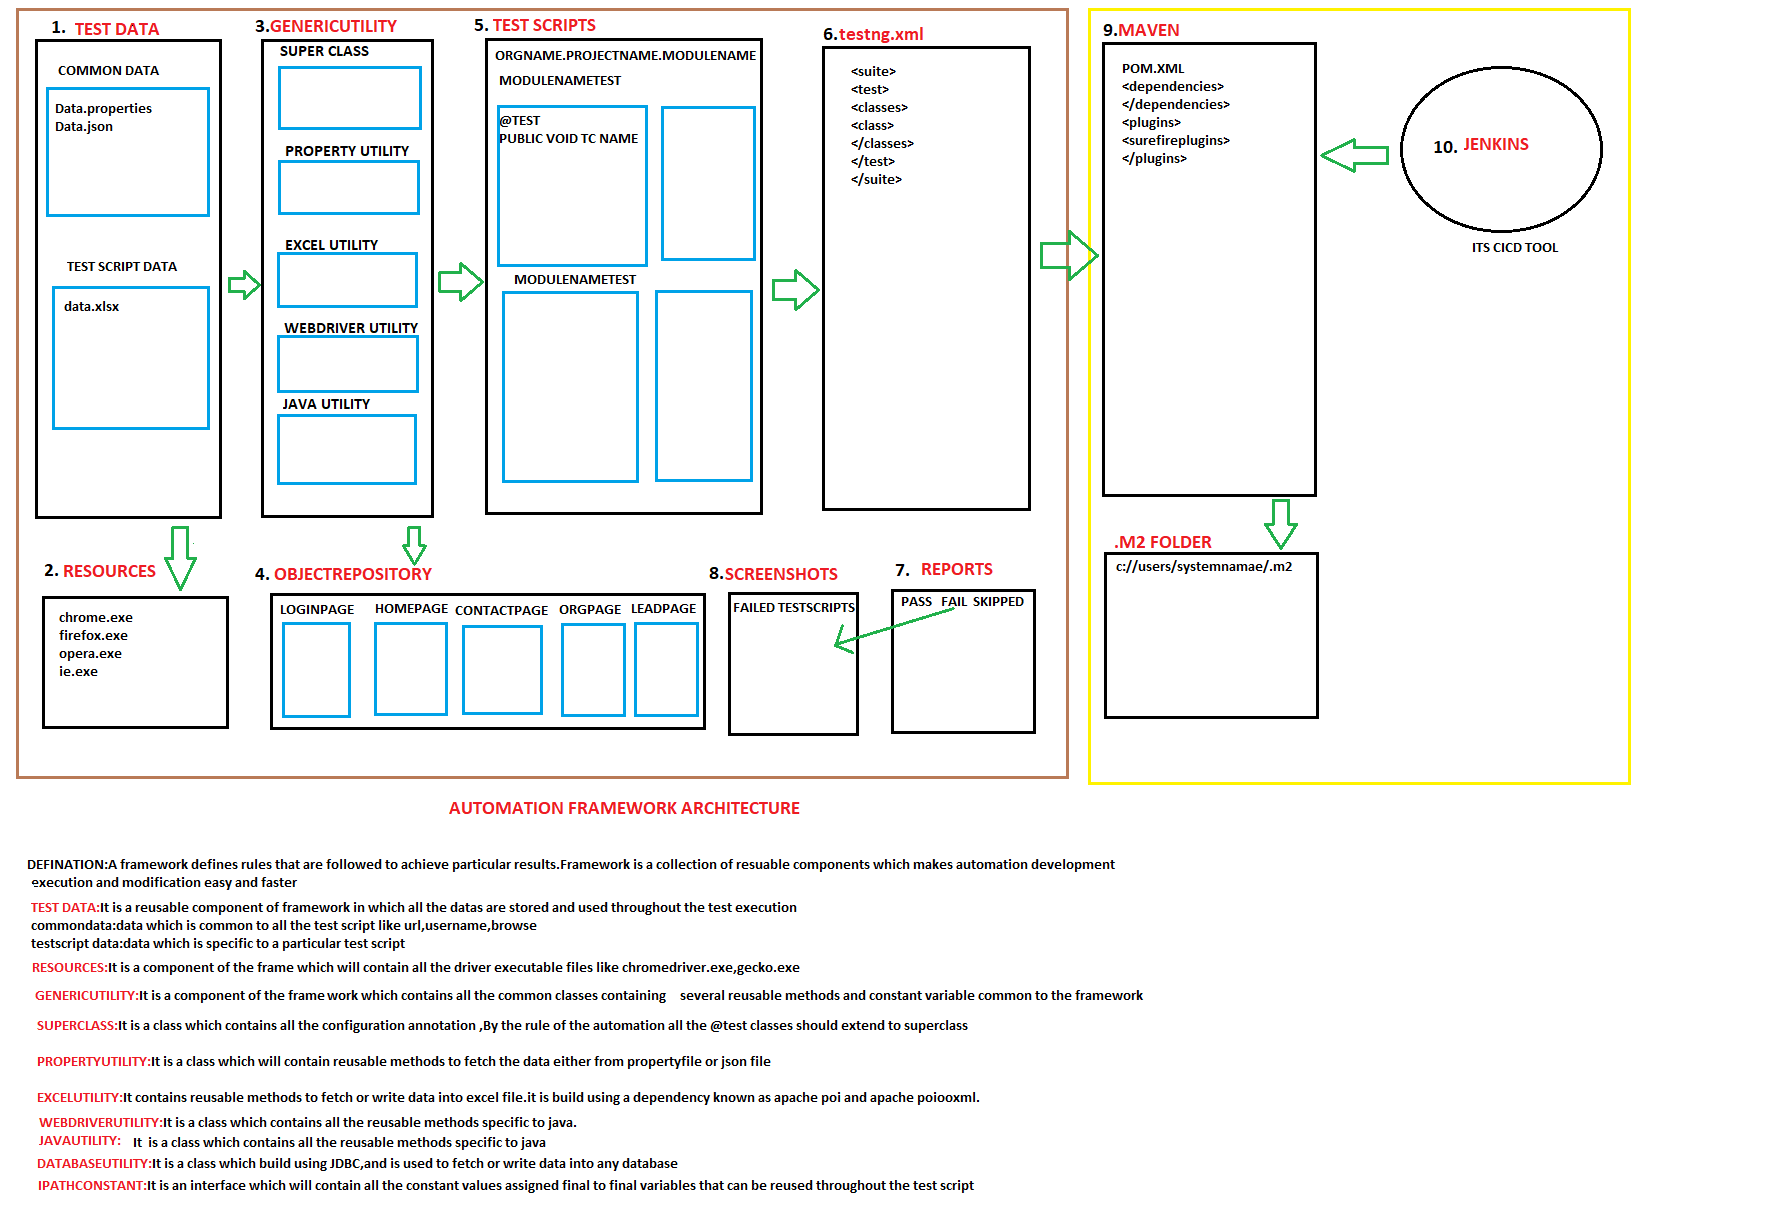 1. TEST DATA
COMMON DATA
Data.properties
Data.json
TEST SCRIPT DATA
data.xlsx
3.GENERICUTILITY
SUPER CLASS
PROPERTY UTILITY
EXCEL UTILITY
WEBDRIVER UTILITY
JAVA UTILITY
5. TEST SCRIPTS
ORGNAME.PROJECTNAME.MODULENAME
MODULENAMETEST
@TEST
PUBLIC VOID TC NAME
MODULENAMETEST
6.testng.xml
<suite>
<test>
<classes>
<class>
</classes>
</test>
</suite>
9.MAVEN
POM.XML
<dependencies>
</dependencies>
<plugins>
<surefireplugins>
</plugins>
10. JENKINS
ITS CICD TOOL
2. RESOURCES
chrome.exe
firefox.exe
opera.exe
ie.exe
4. OBJECTREPOSITORY
LOGINPAGE HOMEPAGE CONTACTPAGE ORGPAGE LEADPAGE
8.SCREENSHOTS
FAILED TESTSCRIPTS
7. REPORTS
PASS FAIL SKIPPED
.M2 FOLDER
c://users/systemnamae/.m2
AUTOMATION FRAMEWORK ARCHITECTURE
DEFINATION:A framework defines rules that are followed to achieve particular results.Framework is a collection of resuable components which makes automation development
execution and modification easy and faster
TEST DATA:It is a reusable component of framework in which all the datas are stored and used throughout the test execution
commondata:data which is common to all the test script like url,username,browse
testscript data:data which is specific to a particular test script
RESOURCES:It is a component of the frame which will contain all the driver executable files like chromedriver.exe,gecko.exe
GENERICUTILITY:It is a component of the frame work which contains all the common classes containing several reusable methods and constant variable common to the framework
SUPERCLASS:It is a class which contains all the configuration annotation ,By the rule of the automation all the @test classes should extend to superclass
PROPERTYUTILITY:It is a class which will contain reusable methods to fetch the data either from propertyfile or json file
EXCELUTILITY:It contains reusable methods to fetch or write data into excel file.it is build using a dependency known as apache poi and apache poiooxml.
WEBDRIVERUTILITY:It is a class which contains all the reusable methods specific to java.
JAVAUTILITY: It is a class which contains all the reusable methods specific to java
DATABASEUTILITY:It is a class which build using JDBC,and is used to fetch or write data into any database
IPATHCONSTANT:It is an interface which will contain all the constant values assigned final to final variables that can be reused throughout the test script